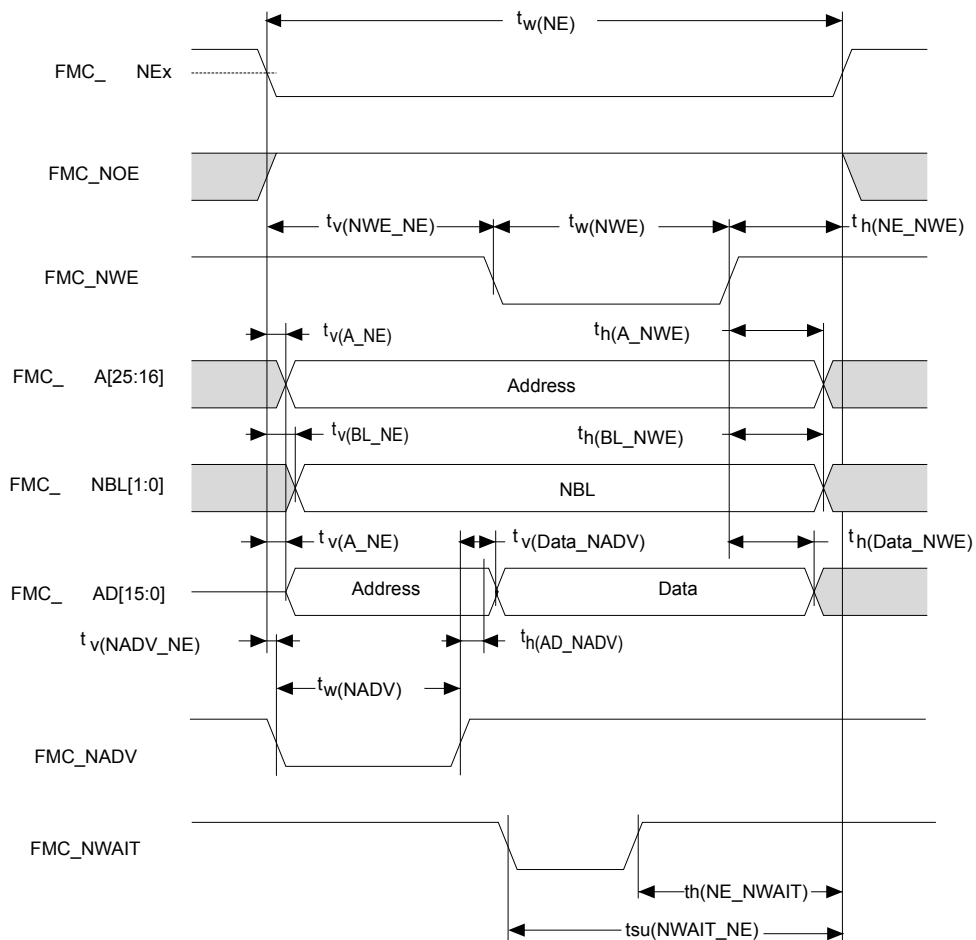 tw(NE)
FMC_ NEx
FMC_NOE
tv(NWE_NE) tw(NWE) t h(NE_NWE)
FMC_NWE
tv(A_NE) th(A_NWE)
FMC_ A[25:16] Address
tv(BL_NE) th(BL_NWE)
FMC_ NBL[1:0] NBL
tv(A_NE) tv(Data_NADV) th(Data_NWE)
FMC_ AD[15:0] Address Data
t v(NADV_NE) th(AD_NADV)
tw(NADV)
FMC_NADV
FMC_NWAIT
th(NE_NWAIT)
tsu(NWAIT_NE)